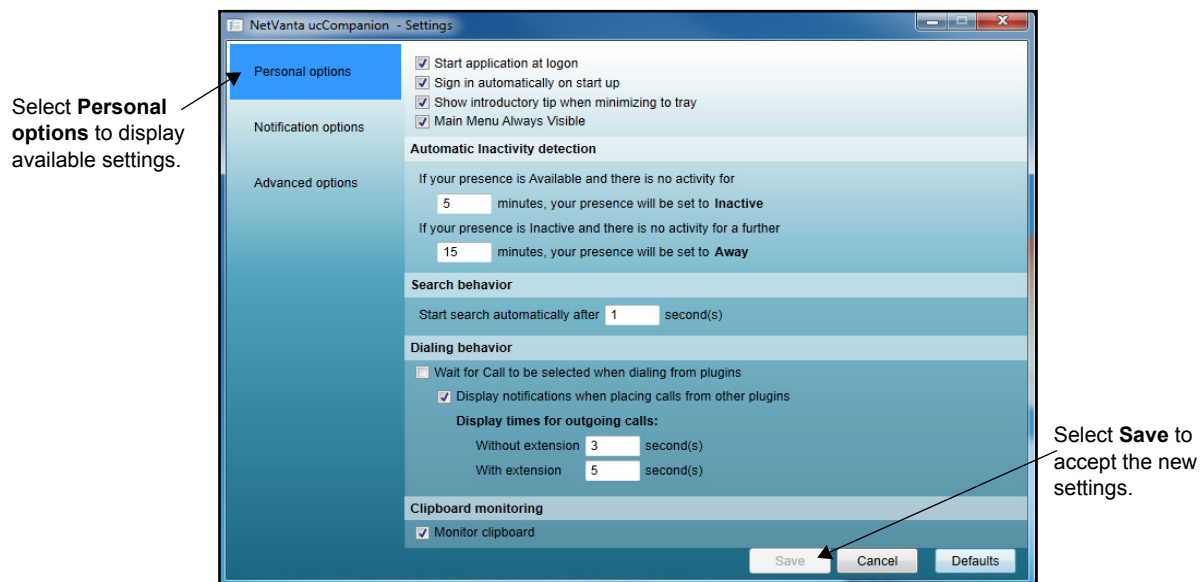 NetVanta ucCompanion - Settings
Select Personal
options to display
available settings.
Personal options
Notification options
Advanced options
Start application at logon
Sign in automatically on start up
Show introductory tip when minimizing to tray
Main Menu Always Visible
Automatic Inactivity detection
If your presence is Available and there is no activity for
5 minutes, your presence will be set to Inactive
If your presence is Inactive and there is no activity for a further
15 minutes, your presence will be set to Away
Search behavior
Start search automatically after 1 second(s)
Dialing behavior
Wait for Call to be selected when dialing from plugins
Display notifications when placing calls from other plugins
Display times for outgoing calls:
Without extension 3 second(s)
With extension 5 second(s)
Clipboard monitoring
Monitor clipboard
Save Cancel Defaults
Select Save to
accept the new
settings.